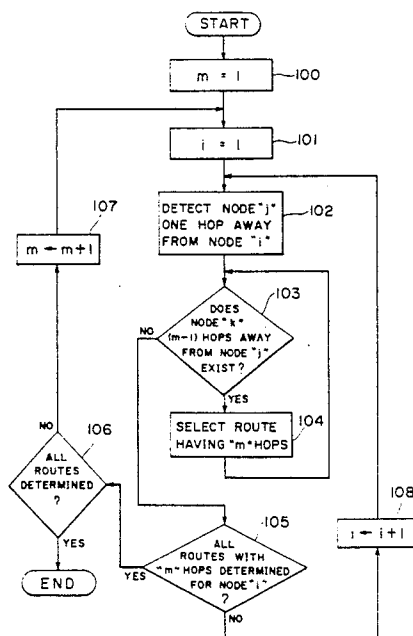 START
m = 1
100
i = 1
101
107
m ← m+1
DETECT NODE "j"
ONE HOP AWAY
FROM NODE "i"
102
103
DOES
NODE "k"
(m-1) HOPS AWAY
FROM NODE "j"
EXIST?
NO
YES
SELECT ROUTE
HAVING "m" HOPS
104
NO
106
ALL
ROUTES
DETERMINED
?
YES
END
105
ALL
ROUTES WITH
"m" HOPS DETERMINED
FOR NODE "i"
?
YES
NO
108
i ← i+1